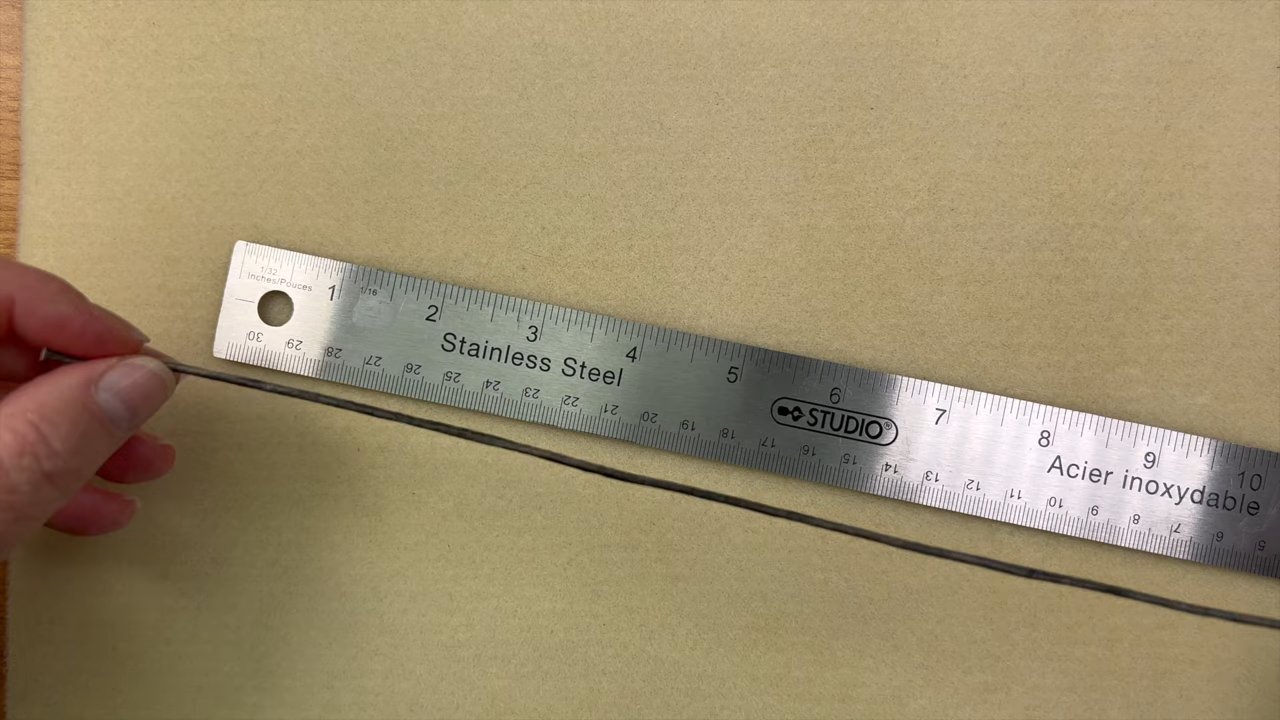 1/32
Inches/Pouces
1 1/16 2 3 4 5 6 7 8 9 10
Stainless Steel
STUDIO®
Acier inoxydable
30 29 28 27 26 25 24 23 22 21 20 19 18 17 16 15 14 13 12 11 10 9 8 7 6 5